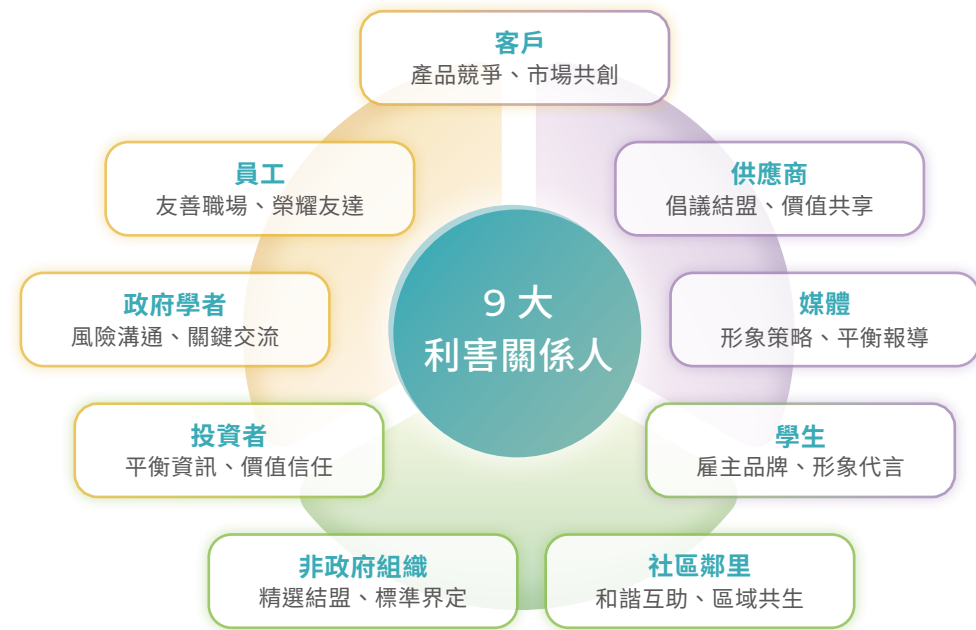 客戶
產品競爭、市場共創
員工
友善職場、榮耀友達
供應商
倡議結盟、價值共享
9 大
利害關係人
政府學者
風險溝通、關鍵交流
媒體
形象策略、平衡報導
投資者
平衡資訊、價值信任
學生
雇主品牌、形象代言
非政府組織
精選結盟、標準界定
社區鄰里
和諧互助、區域共生